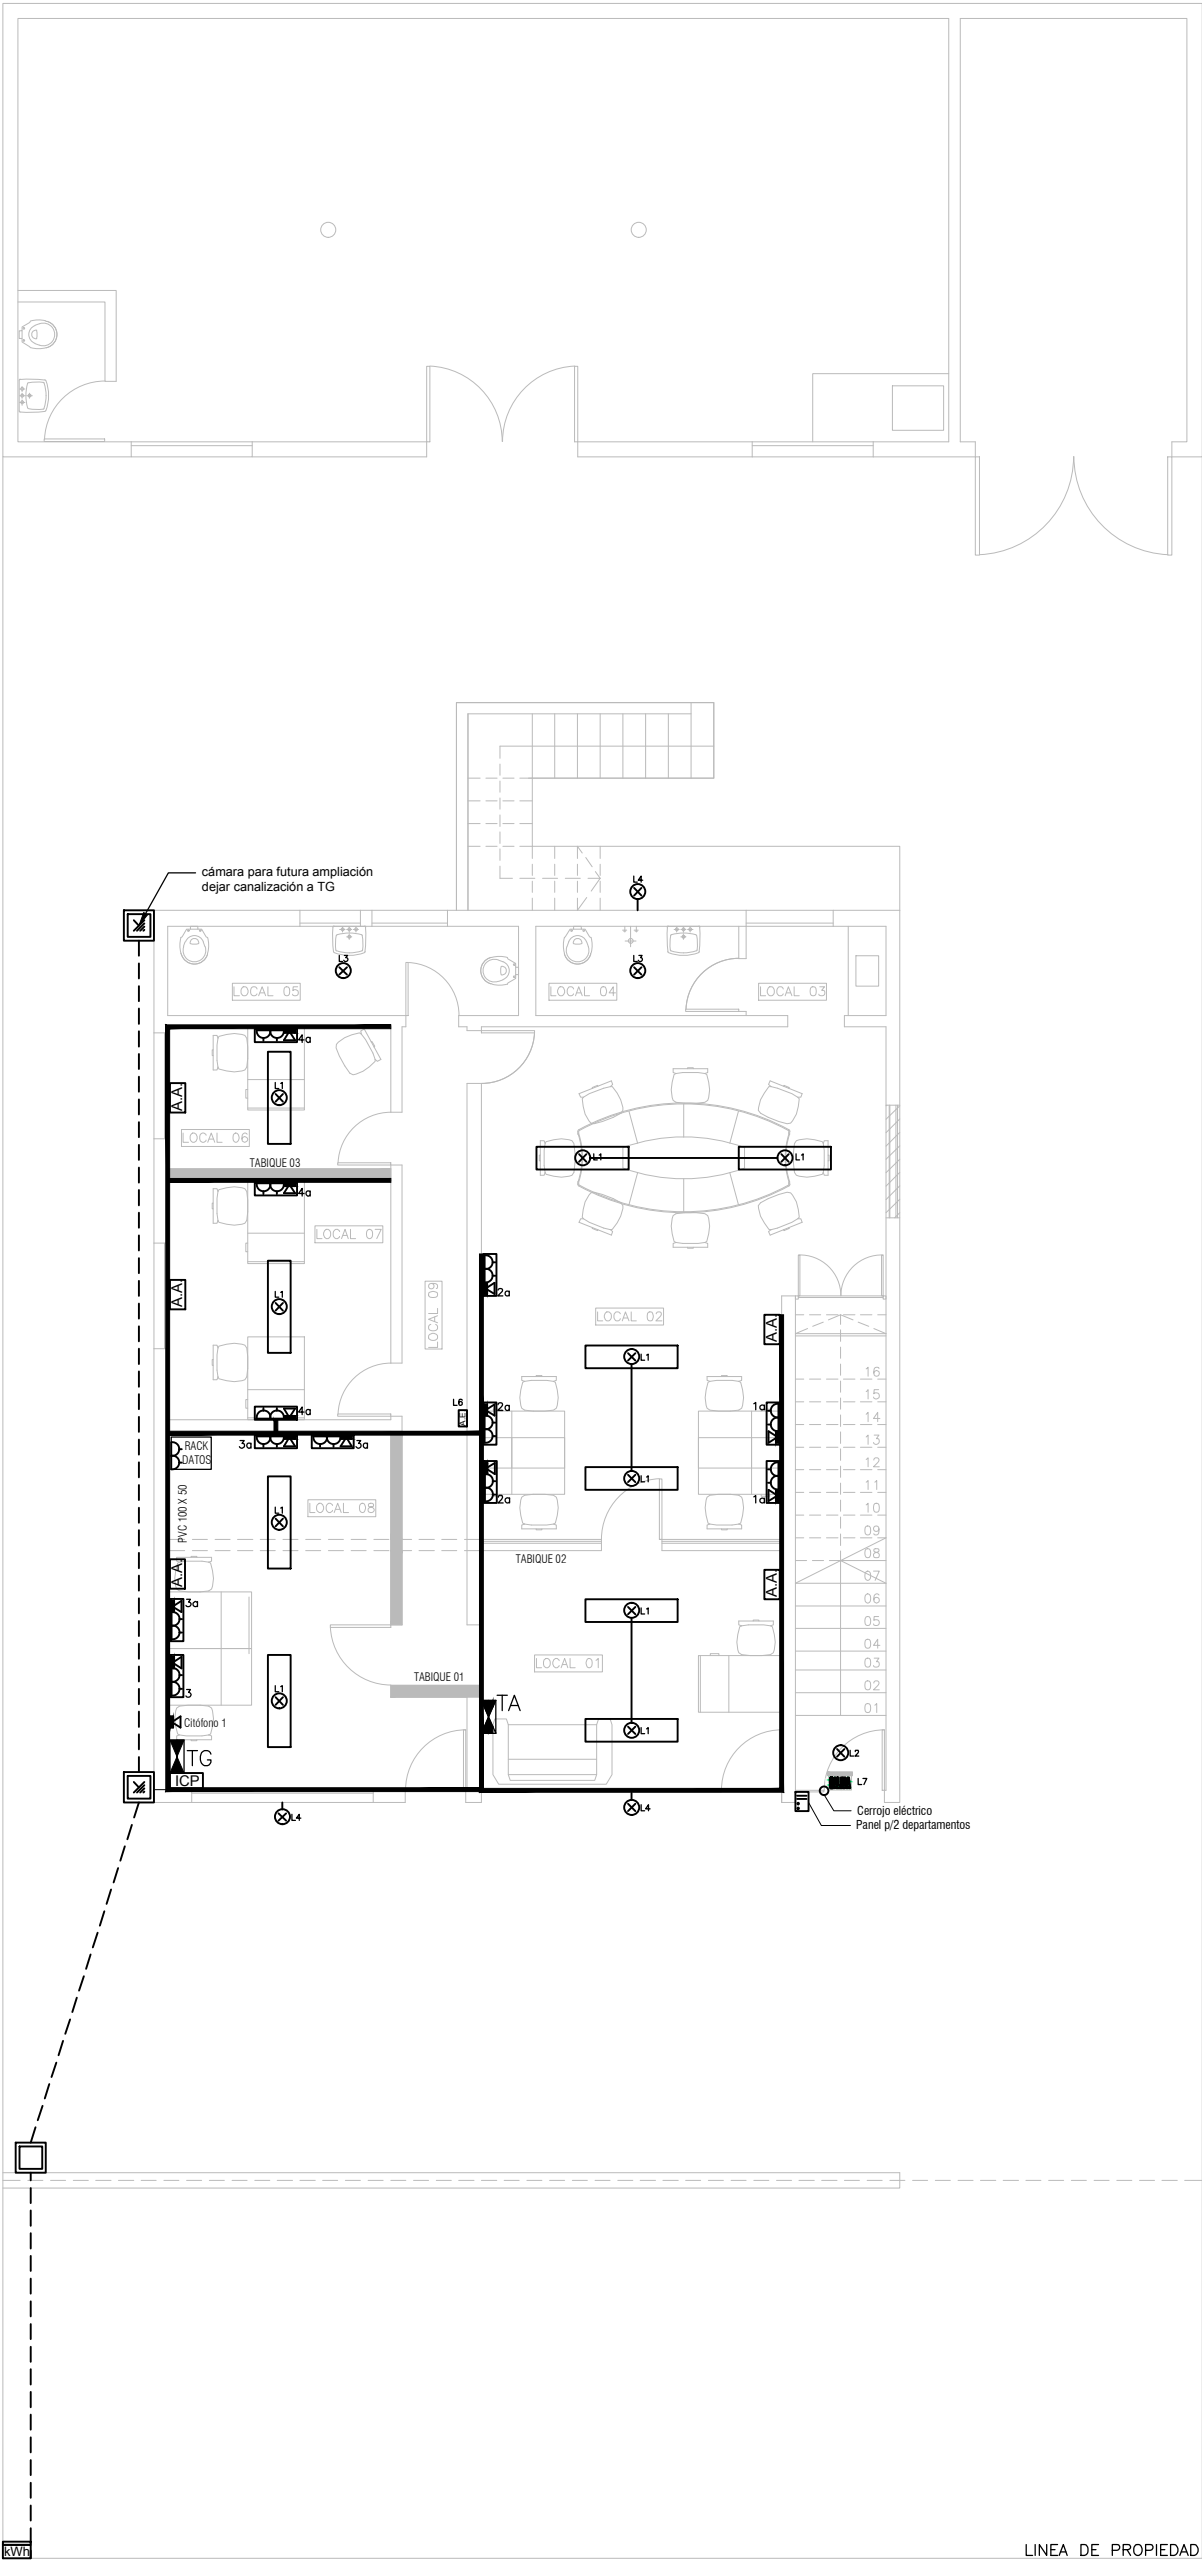 cámara para futura ampliación
dejar canalización a TG
L4
L3
L3
LOCAL 05
LOCAL 04
LOCAL 03
4a
L1
A.A.
LOCAL 06
TABIQUE 03
L1
L1
4a
LOCAL 07
A.A.
L1
LOCAL 09
2a
LOCAL 02
A.A.
L1
L6
A.E
4a
2a
1a
3a
3a
RACK
DATOS
L1
2a
1a
PVC 100 X 50
LOCAL 08
L1
TABIQUE 02
A.A.
A.A.
3a
L1
LOCAL 01
TABIQUE 01
3
L1
TA
Citófono 1
L1
TG
ICP
L4
L4
16
15
14
13
12
11
10
09
08
07
06
05
04
03
02
01
L2
L7
Cerrojo eléctrico
Panel p/2 departamentos
kWh
LINEA DE PROPIEDAD